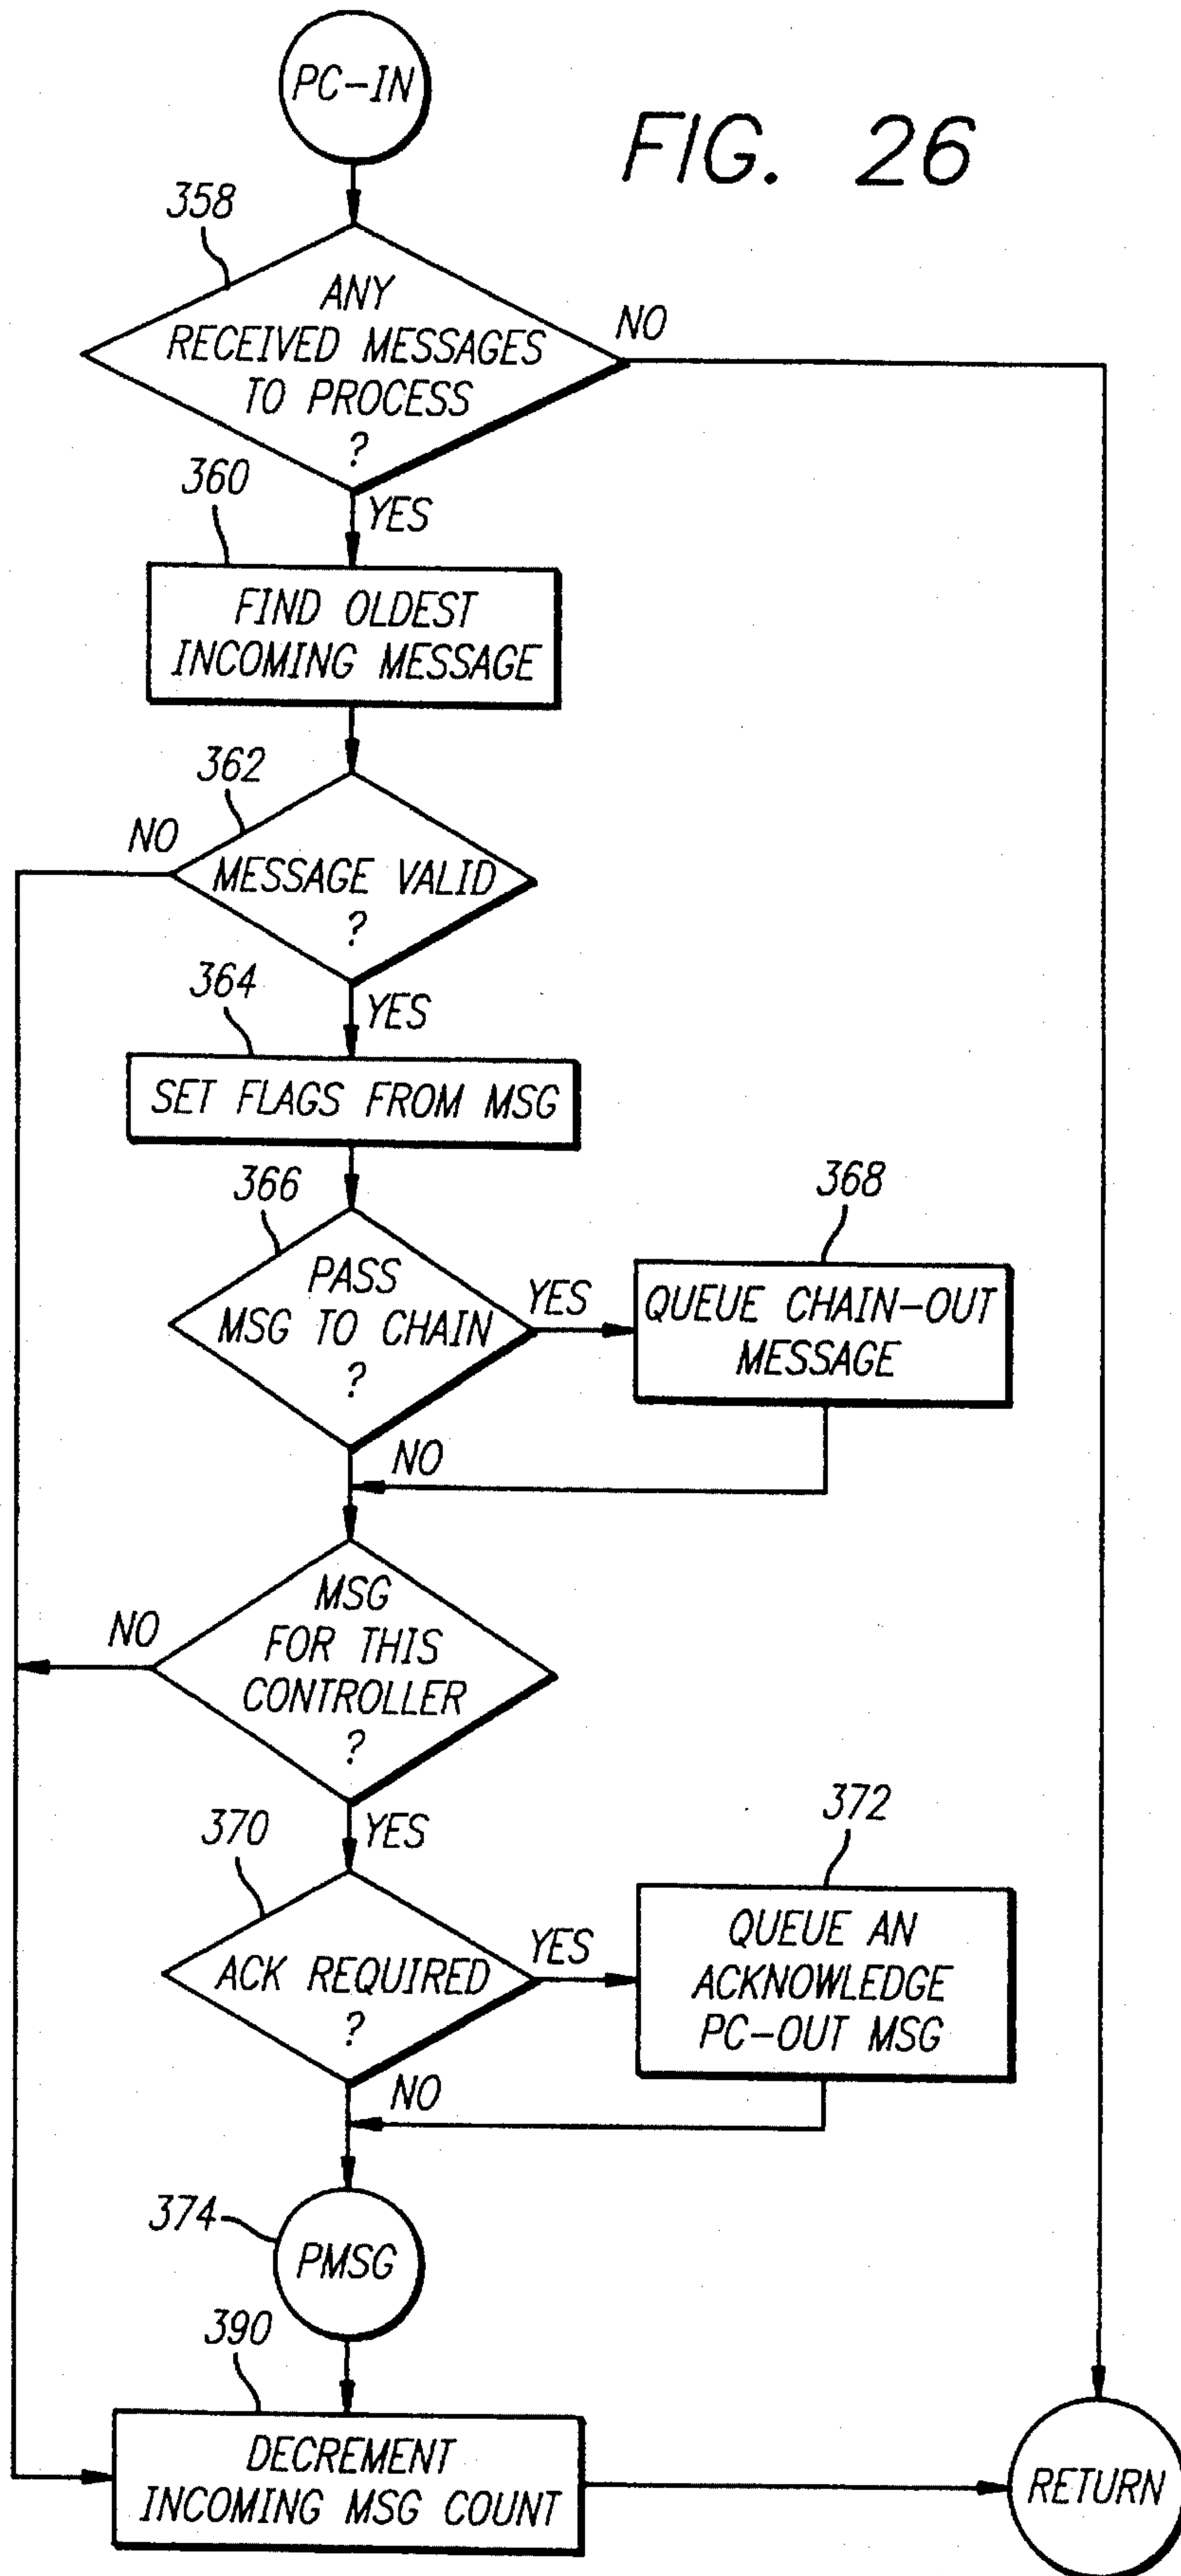 PC-IN
FIG. 26
358
ANY
RECEIVED MESSAGES
TO PROCESS
?
NO
YES
360
FIND OLDEST
INCOMING MESSAGE
362
NO
MESSAGE VALID
?
YES
364
SET FLAGS FROM MSG
366
PASS
MSG TO CHAIN
?
YES
368
QUEUE CHAIN-OUT
MESSAGE
NO
MSG
FOR THIS
CONTROLLER
?
NO
YES
370
ACK REQUIRED
?
YES
372
QUEUE AN
ACKNOWLEDGE
PC-OUT MSG
NO
374
PMSG
390
DECREMENT
INCOMING MSG COUNT
RETURN